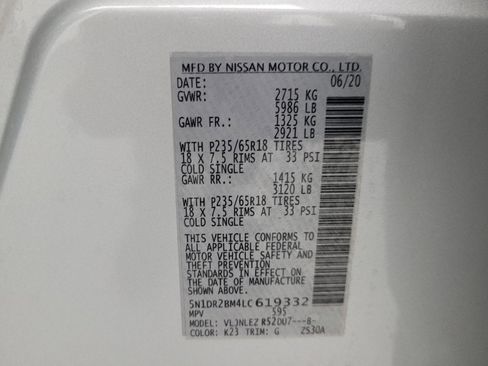 MFD BY NISSAN MOTOR CO., LTD.
DATE: 06/20
GVWR: 2715 KG
5986 LB
GAWR FR.: 1325 KG
2921 LB
WITH P235/65R18 TIRES
18 X 7.5 RIMS AT 33 PSI
COLD SINGLE
GAWR RR.: 1415 KG
3120 LB
WITH P235/65R18 TIRES
18 X 7.5 RIMS AT 33 PSI
COLD SINGLE
THIS VEHICLE CONFORMS TO
ALL APPLICABLE FEDERAL
MOTOR VEHICLE SAFETY AND
THEFT PREVENTION
STANDARDS IN EFFECT ON
THE DATE OF MANUFACTURE
SHOWN ABOVE.
5N1DR2BM4LC619332
MPV 595
MODEL: VLJNLEZ R52DU7---B-
COLOR: K23 TRIM: G ZS30A